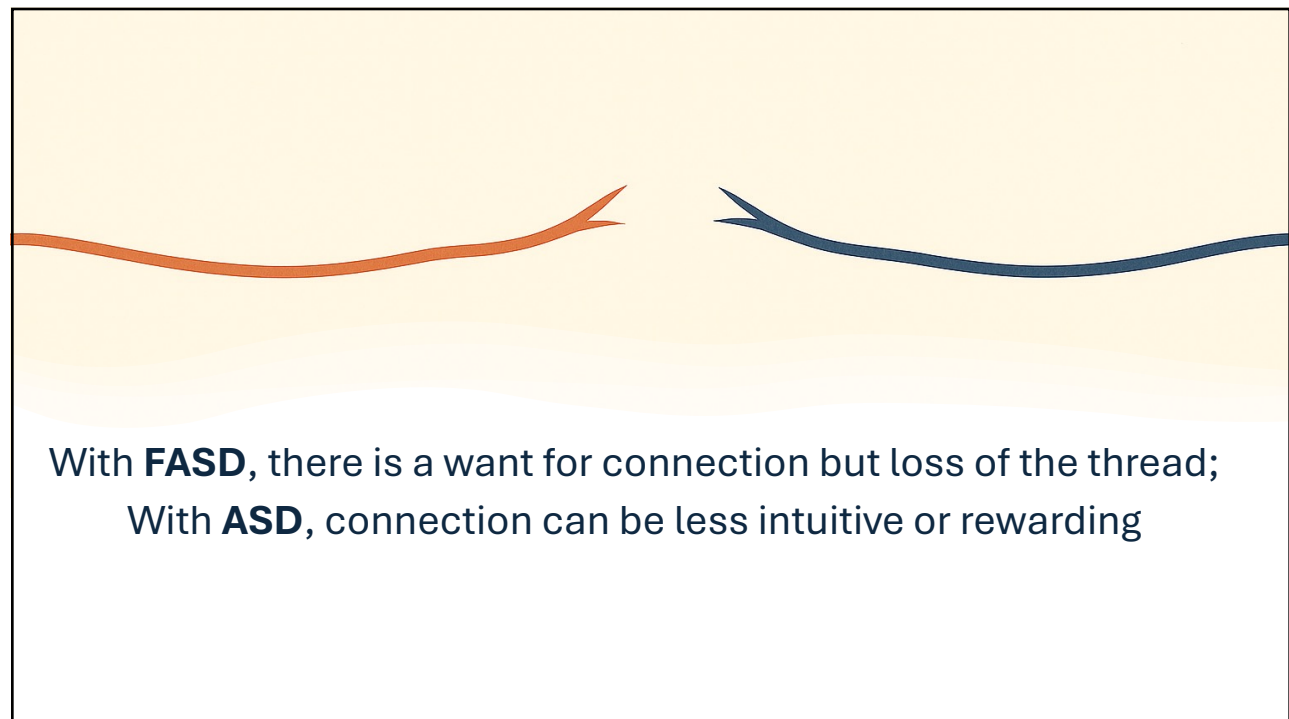 With FASD, there is a want for connection but loss of the thread;
With ASD, connection can be less intuitive or rewarding